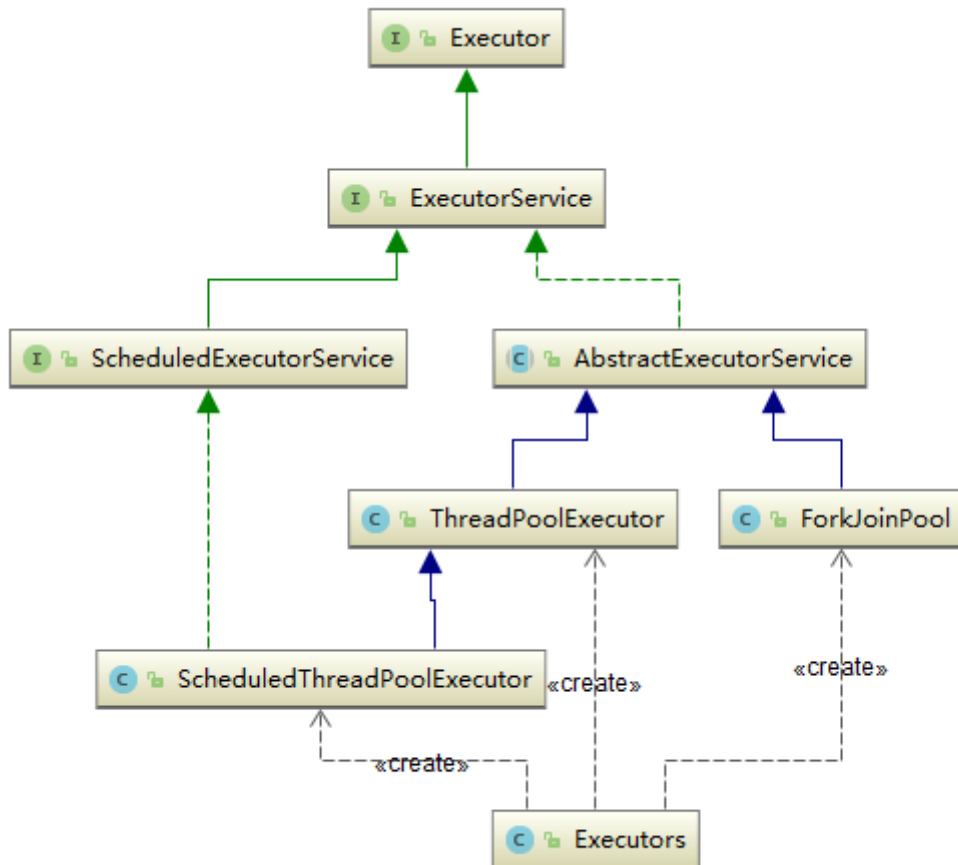 I Executor
I ExecutorService
I ScheduledExecutorService
C AbstractExecutorService
C ThreadPoolExecutor
C ForkJoinPool
C ScheduledThreadPoolExecutor
«create»
«create»
«create»
C Executors